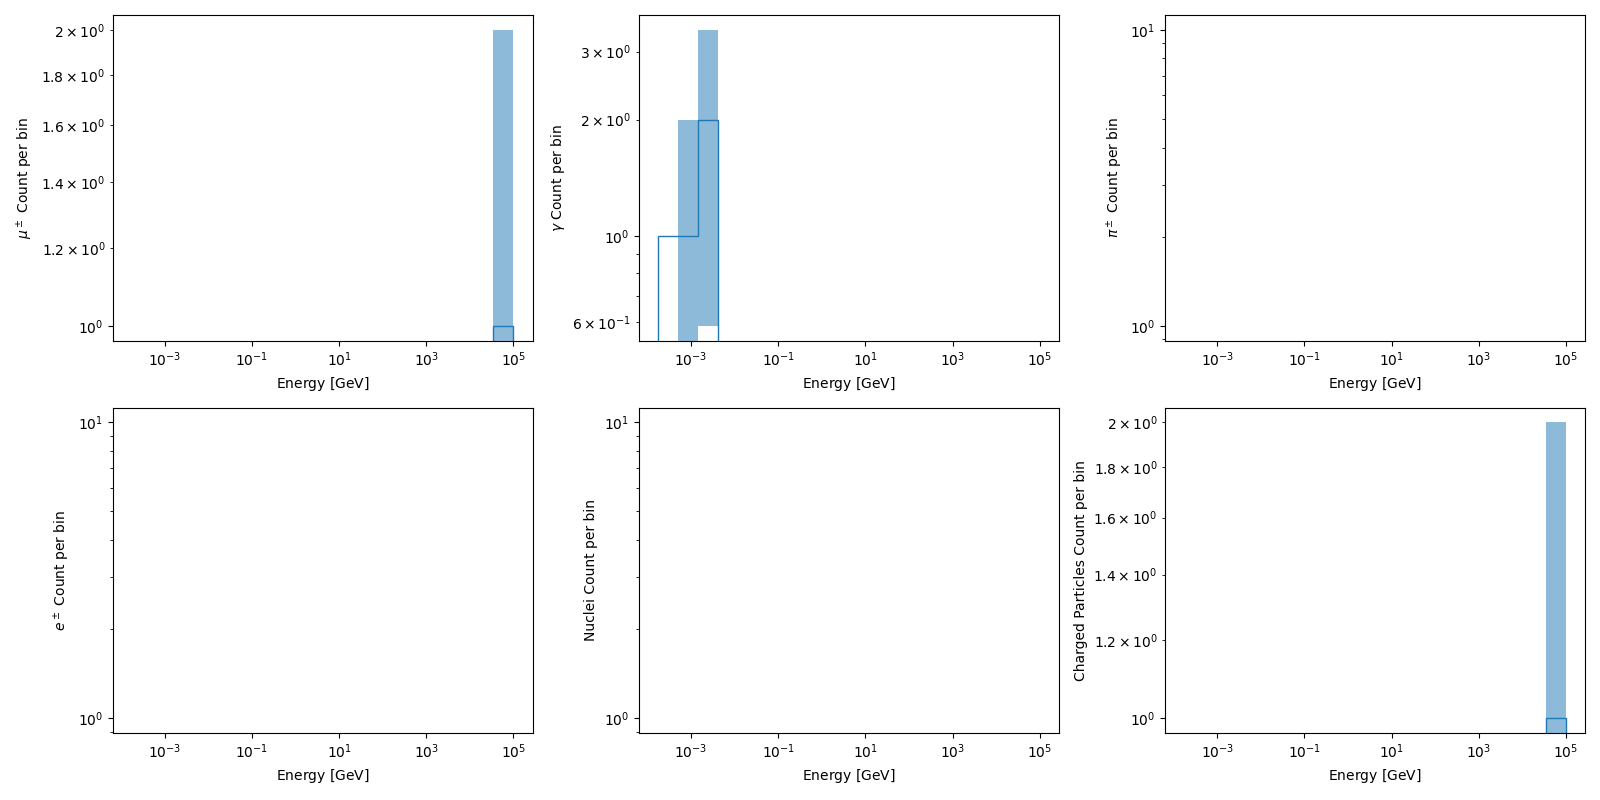 2 × 10⁰
1.8 × 10⁰
1.6 × 10⁰
1.4 × 10⁰
1.2 × 10⁰
10⁰
μ± Count per bin
10⁻³ 10⁻¹ 10¹ 10³ 10⁵
Energy [GeV]
3 × 10⁰
2 × 10⁰
10⁰
6 × 10⁻¹
γ Count per bin
10⁻³ 10⁻¹ 10¹ 10³ 10⁵
Energy [GeV]
10¹
10⁰
π± Count per bin
10⁻³ 10⁻¹ 10¹ 10³ 10⁵
Energy [GeV]
10¹
10⁰
e± Count per bin
10⁻³ 10⁻¹ 10¹ 10³ 10⁵
Energy [GeV]
10¹
10⁰
Nuclei Count per bin
10⁻³ 10⁻¹ 10¹ 10³ 10⁵
Energy [GeV]
2 × 10⁰
1.8 × 10⁰
1.6 × 10⁰
1.4 × 10⁰
1.2 × 10⁰
10⁰
Charged Particles Count per bin
10⁻³ 10⁻¹ 10¹ 10³ 10⁵
Energy [GeV]